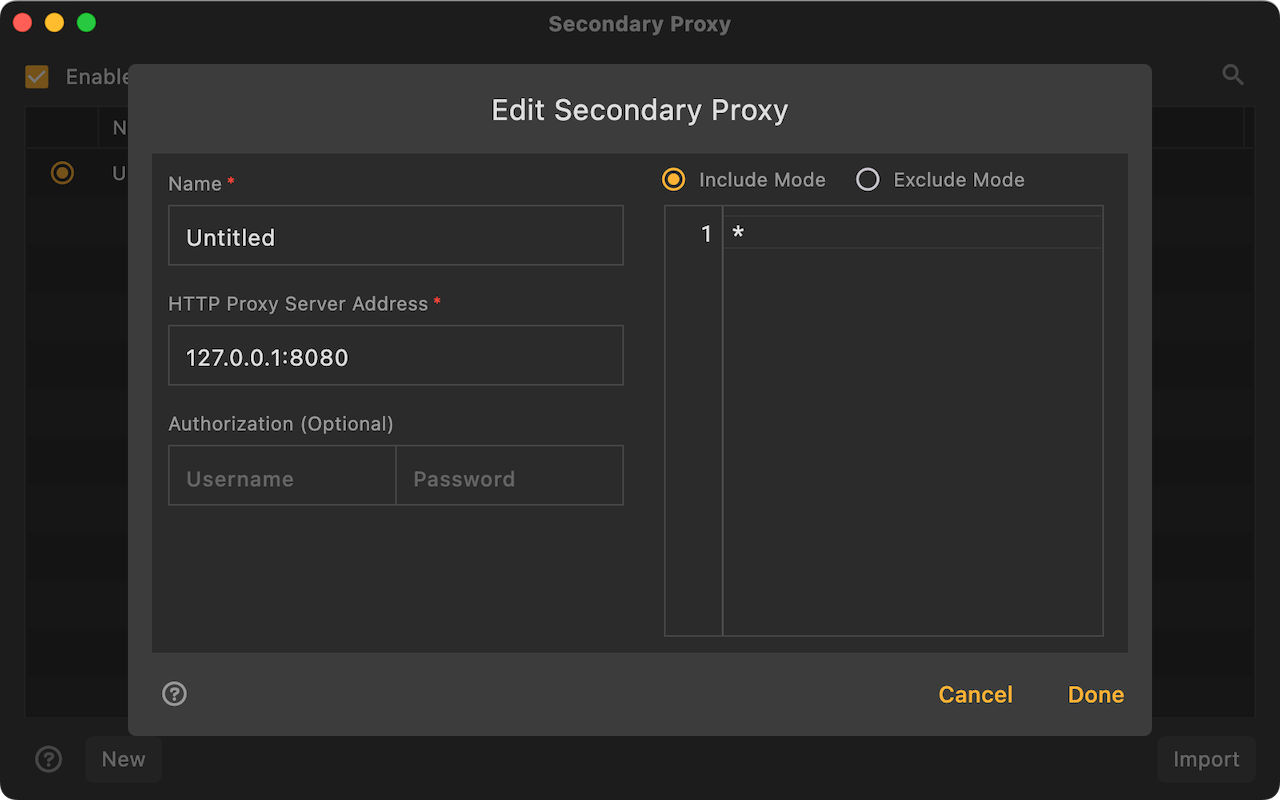 Secondary Proxy
Enable
N
U
Edit Secondary Proxy
Name *
Untitled
HTTP Proxy Server Address *
127.0.0.1:8080
Authorization (Optional)
Username Password
Include Mode Exclude Mode
1 *
? Cancel Done
? New Import